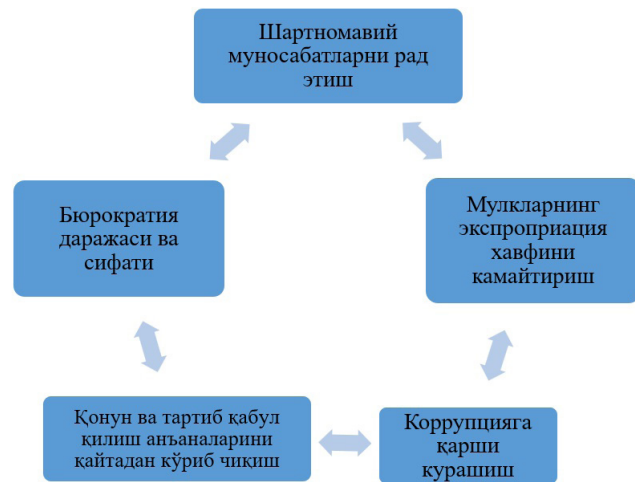 Шартномавий
муносабатларни рад
этиш
Бюрократия
даражаси ва
сифати
Мулкларнинг
экспроприация
хавфини
камайтириш
Қонун ва тартиб қабул
қилиш анъаналарини
қайтадан кўриб чиқиш
Коррупцияга
қарши
курашиш